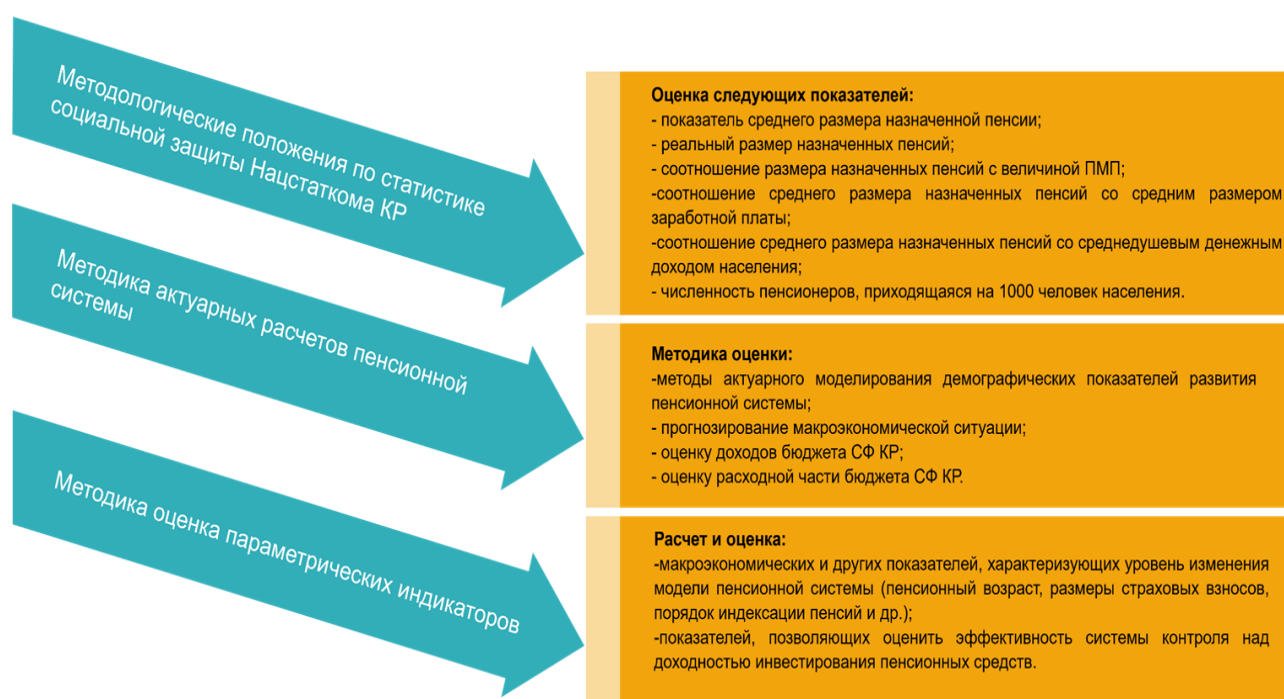 Методологические положения по статистике
социальной защиты Нацстаткома КР
Оценка следующих показателей:
- показатель среднего размера назначенной пенсии;
- реальный размер назначенных пенсий;
- соотношение размера назначенных пенсий с величиной ПМП;
-соотношение среднего размера назначенных пенсий со средним размером
заработной платы;
-соотношение среднего размера назначенных пенсий со среднедушевым денежным
доходом населения;
- численность пенсионеров, приходящаяся на 1000 человек населения.
Методика актуарных расчетов пенсионной
системы
Методика оценки:
-методы актуарного моделирования демографических показателей развития
пенсионной системы;
- прогнозирование макроэкономической ситуации;
- оценку доходов бюджета СФ КР;
- оценку расходной части бюджета СФ КР.
Методика оценка параметрических индикаторов
Расчет и оценка:
-макроэкономических и других показателей, характеризующих уровень изменения
модели пенсионной системы (пенсионный возраст, размеры страховых взносов,
порядок индексации пенсий и др.);
-показателей, позволяющих оценить эффективность системы контроля над
доходностью инвестирования пенсионных средств.